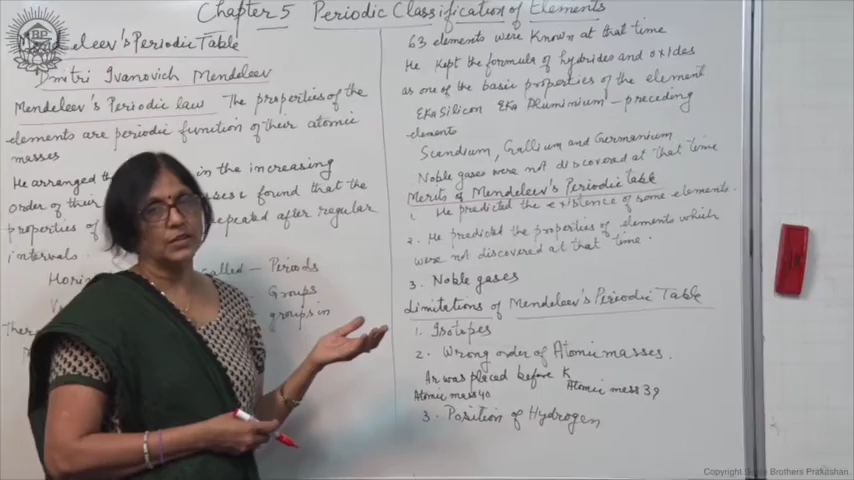 Chapter 5 Periodic Classification of Elements
Mendeleev's Periodic Table
Dmitri Ivanovich Mendeleev
Mendeleev's Periodic law The properties of the
elements are periodic funition of their atomic
masses
He arranged the in the increasing
order of their masses & found that the
properties of repeated after regular
intervals
called - Periods
- Groups
groups in
63 elements were known at that time
He kept the formula of hydrides and oxides
as one of the basic properties of the element
Eka Silicon Eka Aluminium - preceding
elements
Scandium, Gallium and Germanium
Noble gases were not discovered at that time
Merits of Mendeleev's Periodic table
1. He predicted the existence of some elements.
2. He predicted the properties of elements which
were not discovered at that time.
3. Noble gases
Limitations of Mendeleev's Periodic Table
1. Isotopes
2. Wrong order of Atomic masses.
Ar was placed before K
Atomic mass 40 Atomic mass 39
3. Position of Hydrogen
Copyright Brothers Prakashan.